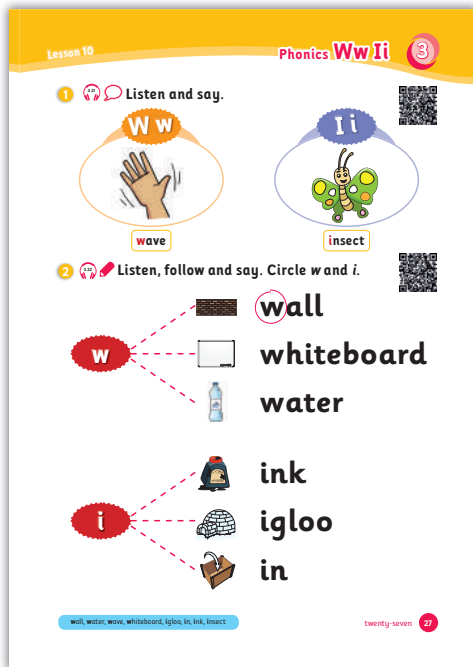 Lesson 10
Phonics Ww Ii 3
1 2.21 Listen and say.
W w
I i
wave
insect
2 2.22 Listen, follow and say. Circle w and i.
w
wall
whiteboard
water
i
ink
igloo
in
wall, water, wave, whiteboard, igloo, in, ink, insect
twenty-seven 27